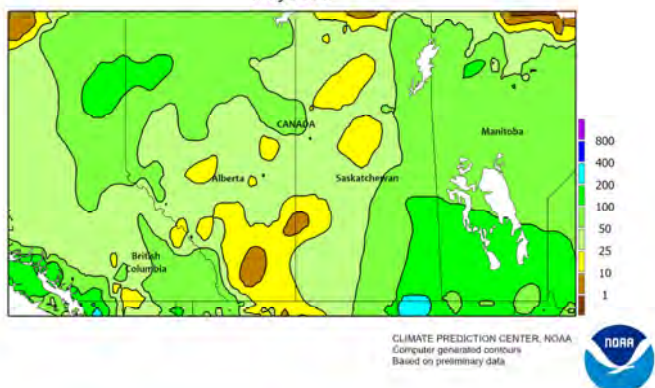 CANADA
Manitoba
Alberta
Saskatchewan
British
Columbia
800
400
200
100
50
25
10
1
CLIMATE PREDICTION CENTER, NOAA
Computer generated contours
Based on preliminary data
NOAA